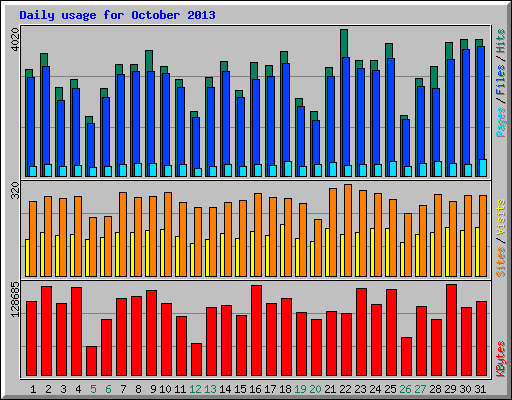 Daily usage for October 2013
4020
Pages / Files / Hits
320
Sites / Visits
128685
KBytes
1 2 3 4 5 6 7 8 9 10 11 12 13 14 15 16 17 18 19 20 21 22 23 24 25 26 27 28 29 30 31